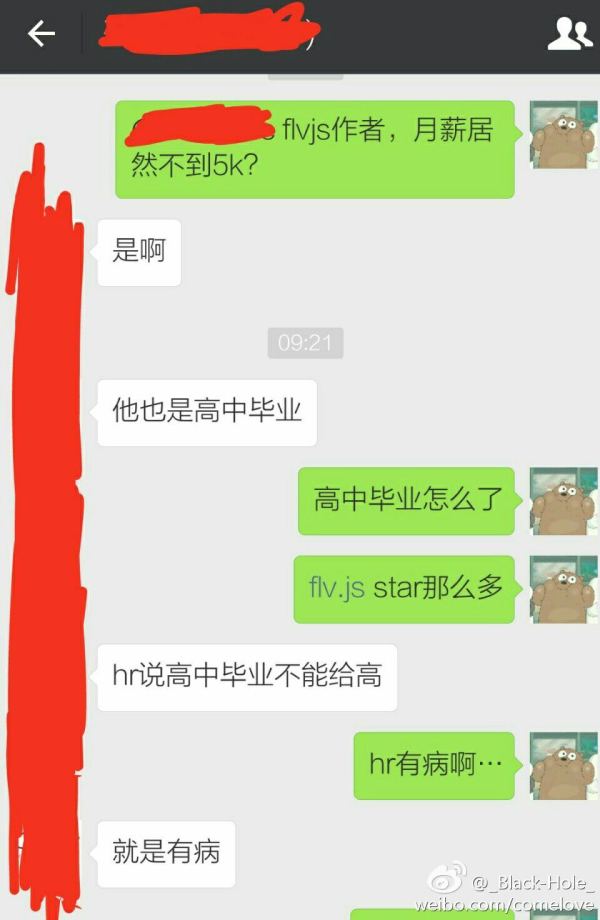 flvjs作者，月薪居
然不到5k?
是啊
09:21
他也是高中毕业
高中毕业怎么了
flv.js star那么多
hr说高中毕业不能给高
hr有病啊…
就是有病
@_Black-Hole_
weibo.com/comelove